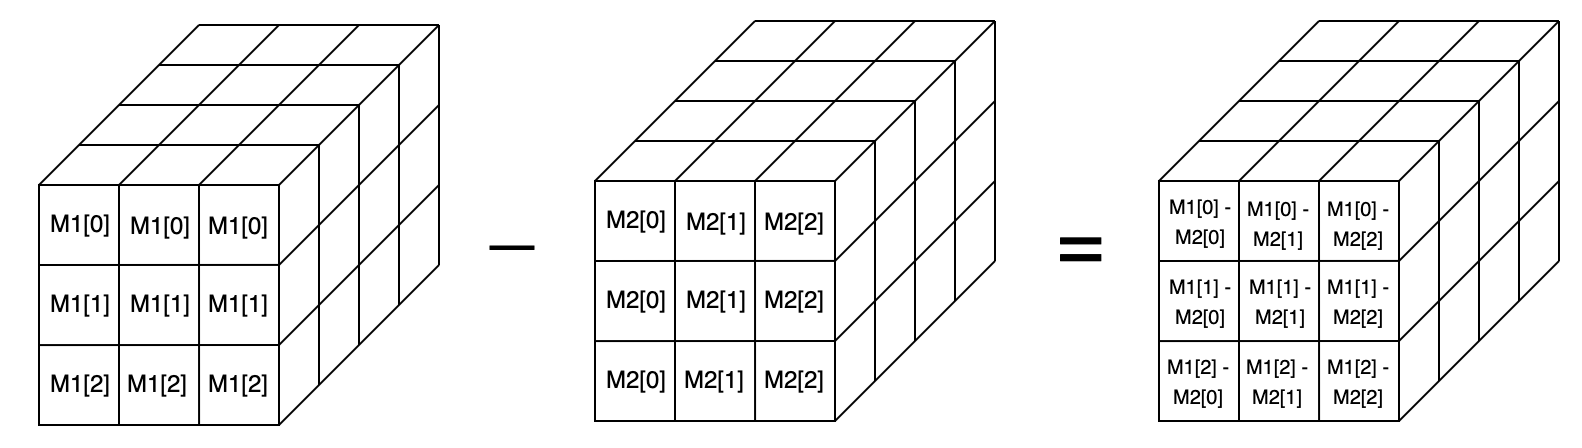 M1[0] M1[0] M1[0]
M1[1] M1[1] M1[1]
M1[2] M1[2] M1[2]
—
M2[0] M2[1] M2[2]
M2[0] M2[1] M2[2]
M2[0] M2[1] M2[2]
=
M1[0] - M1[0] - M1[0] -
M2[0] M2[1] M2[2]
M1[1] - M1[1] - M1[1] -
M2[0] M2[1] M2[2]
M1[2] - M1[2] - M1[2] -
M2[0] M2[1] M2[2]